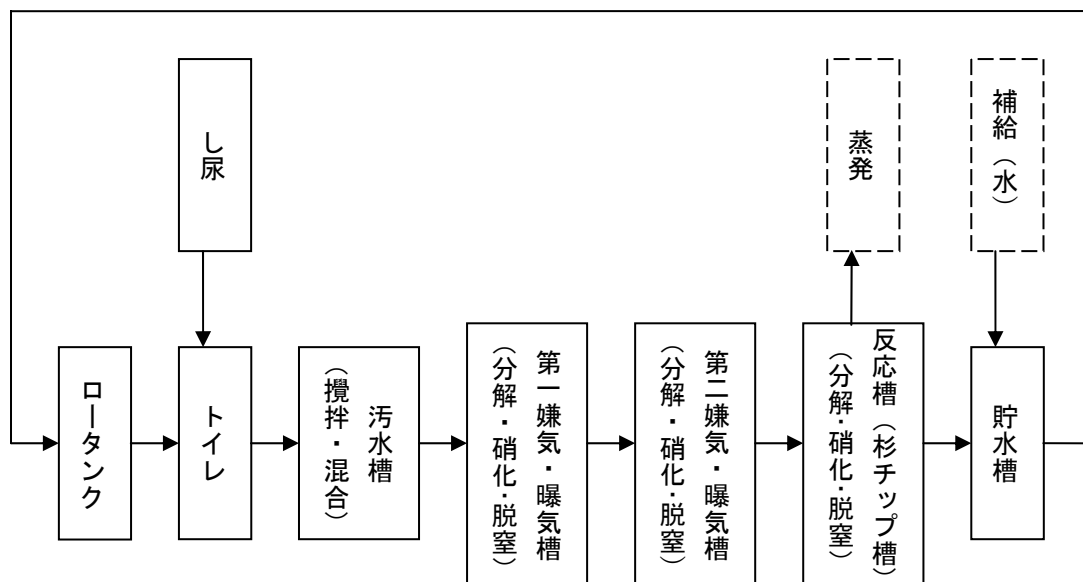 し尿
蒸発
補給（水）
ロータンク
トイレ
汚水槽
（攪拌・混合）
第一嫌気・曝気槽
（分解・硝化・脱窒）
第二嫌気・曝気槽
（分解・硝化・脱窒）
反応槽（杉チップ槽）
（分解・硝化・脱窒）
貯水槽